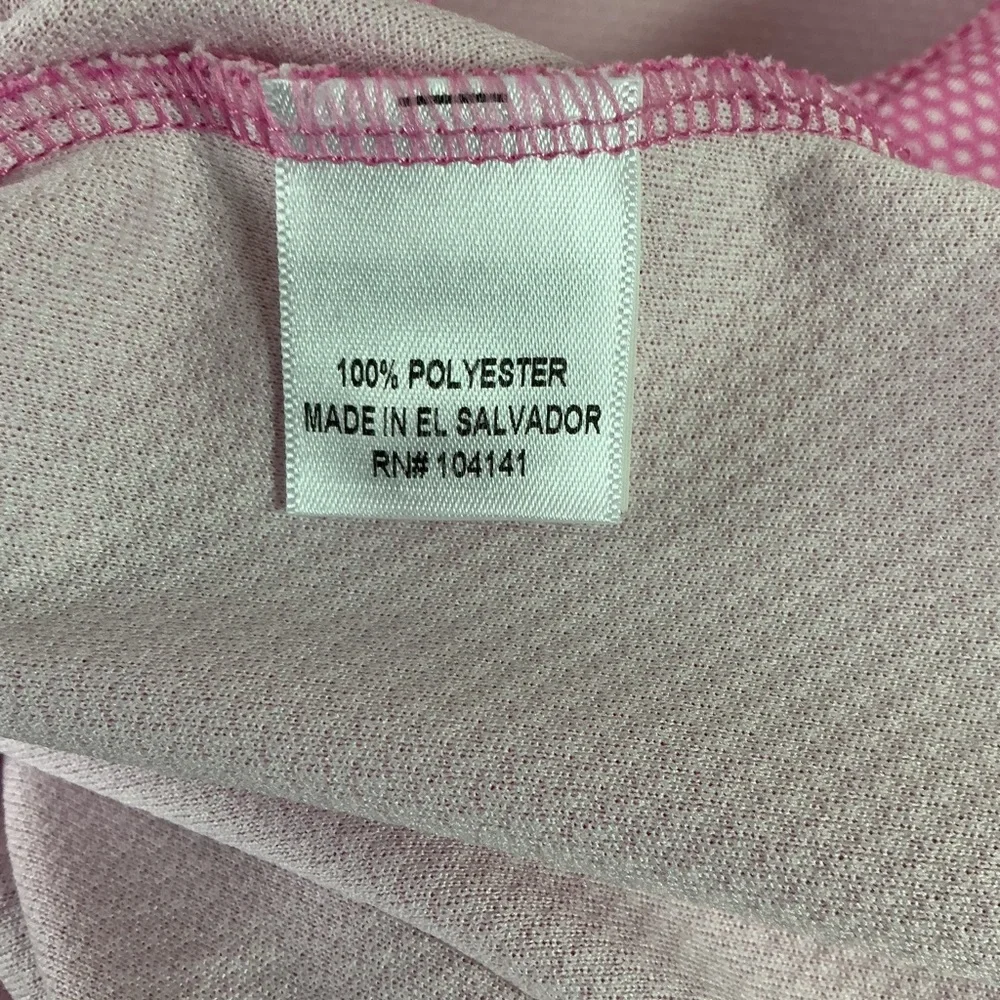 100% POLYESTER
MADE IN EL SALVADOR
RN# 104141